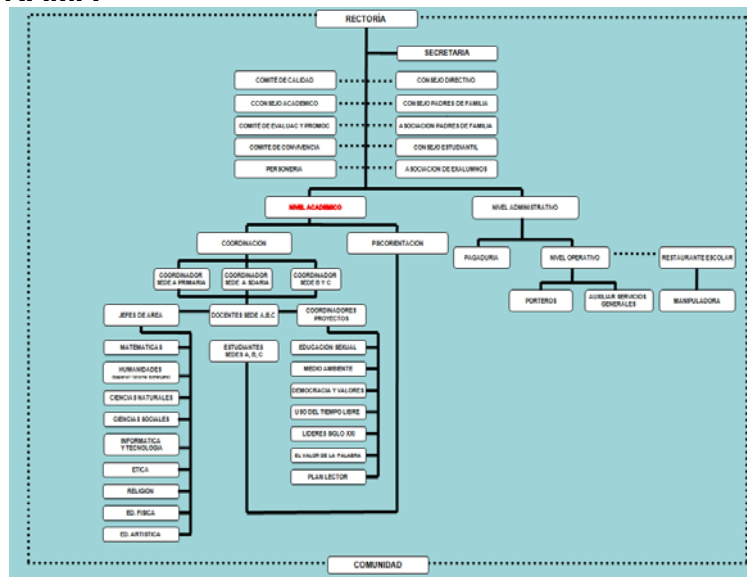 RECTORÍA
SECRETARIA
COMITÉ DE CALIDAD
CONSEJO DIRECTIVO
CCONSEJO ACADEMICO
CONSEJO PADRES DE FAMILIA
COMITÉ DE EVALUAC Y PROMOC
ASOCIACION PADRES DE FAMILIA
COMITE DE CONVIVENCIA
CONSEJO ESTUDIANTIL
PERSONERIA
ASOCIACION DE EXALUMNOS
NIVEL ACADEMICO
NIVEL ADMINISTRATIVO
COORDINACION
PSICORIENTACION
PAGADURIA
NIVEL OPERATIVO
RESTAURANTE ESCOLAR
COORDINADOR
SEDE A PRIMARIA
COORDINADOR
SEDE A SDARIA
COORDINADOR
SEDE B Y C
PORTEROS
AUXILIAR SERVICIOS
GENERALES
MANIPULADORA
JEFES DE AREA
DOCENTES SEDE A,B,C
COORDINADORES
PROYECTOS
MATEMATICAS
ESTUDIANTES
SEDES A, B, C
EDUCACION SEXUAL
HUMANIDADES
MEDIO AMBIENTE
CIENCIAS NATURALES
DEMOCRACIA Y VALORES
CIENCIAS SOCIALES
USO DEL TIEMPO LIBRE
INFORMATICA
Y TECNOLOGIA
LIDERES SIGLO XXI
ETICA
EL VALOR DE LA PALABRA
RELIGION
PLAN LECTOR
ED. FISICA
ED. ARTISTICA
COMUNIDAD